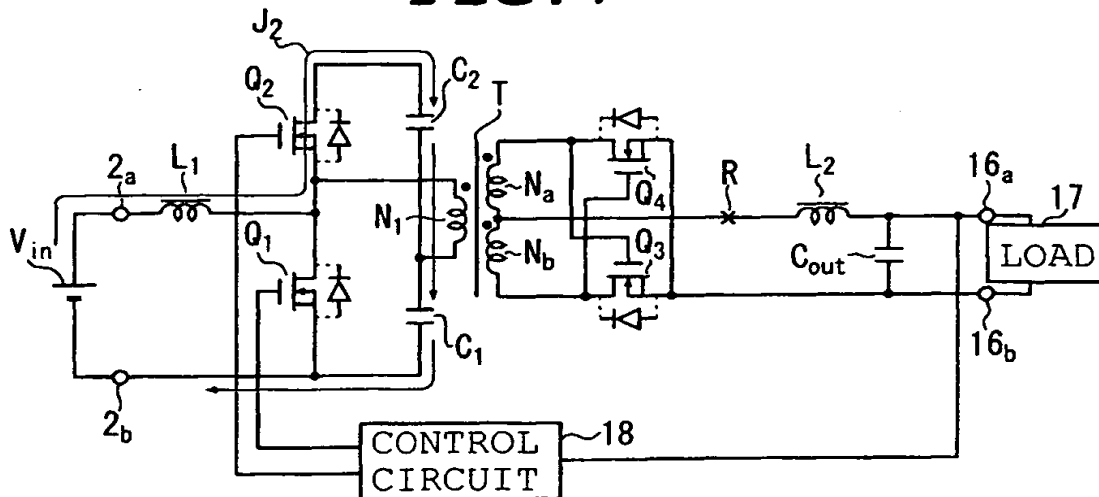 J2
Q2
C2
T
2a
L1
Vin
Q1
N1
Na
Nb
C1
Q4
Q3
R
L2
16a
17
Cout
LOAD
16b
2b
CONTROL
CIRCUIT
18